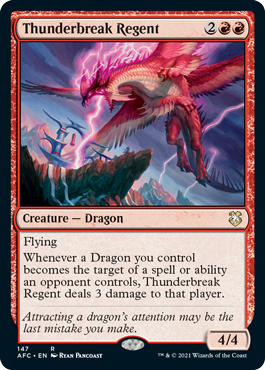 Thunderbreak Regent 2
Creature — Dragon
Flying
Whenever a Dragon you control
becomes the target of a spell or ability
an opponent controls, Thunderbreak
Regent deals 3 damage to that player.
Attracting a dragon's attention may be the
last mistake you make.
4/4
147 R
AFC • EN Ryan Pancoast ™ & © 2021 Wizards of the Coast